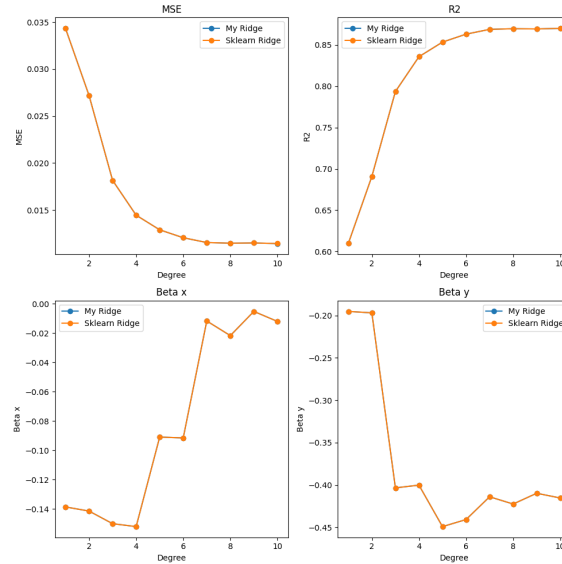 MSE
My Ridge
Sklearn Ridge
0.035
0.030
0.025
0.020
0.015
MSE
2
4
6
8
10
Degree
R2
My Ridge
Sklearn Ridge
0.85
0.80
0.75
0.70
0.65
0.60
R2
2
4
6
8
10
Degree
Beta x
My Ridge
Sklearn Ridge
0.00
−0.02
−0.04
−0.06
−0.08
−0.10
−0.12
−0.14
Beta x
2
4
6
8
10
Degree
Beta y
My Ridge
Sklearn Ridge
−0.20
−0.25
−0.30
−0.35
−0.40
−0.45
Beta y
2
4
6
8
10
Degree